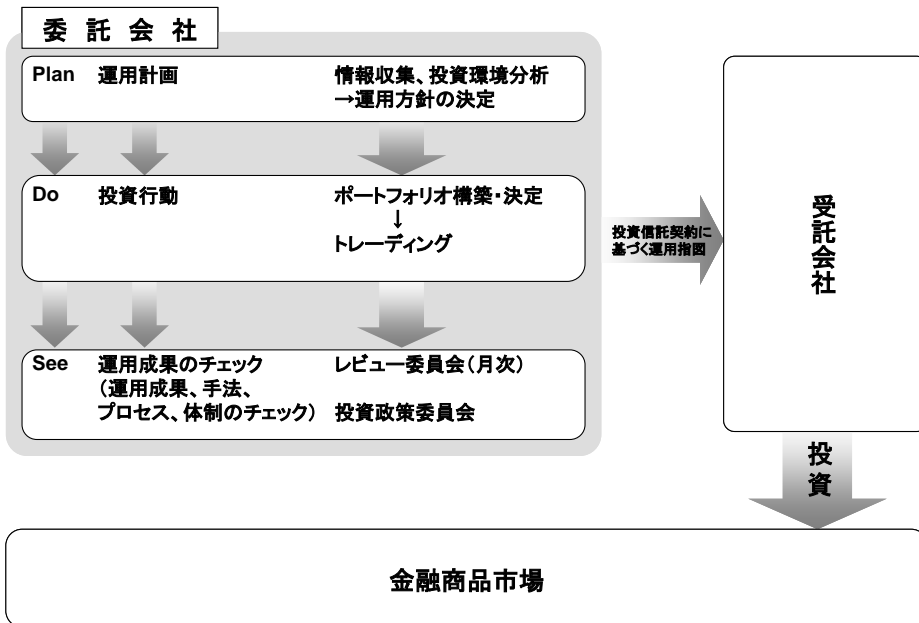 委託会社
Plan 運用計画 情報収集、投資環境分析
→運用方針の決定
Do 投資行動 ポートフォリオ構築・決定
↓
トレーディング
See 運用成果のチェック レビュー委員会(月次)
(運用成果、手法、
プロセス、体制のチェック) 投資政策委員会
投資信託契約に
基づく運用指図
受託会社
投資
金融商品市場